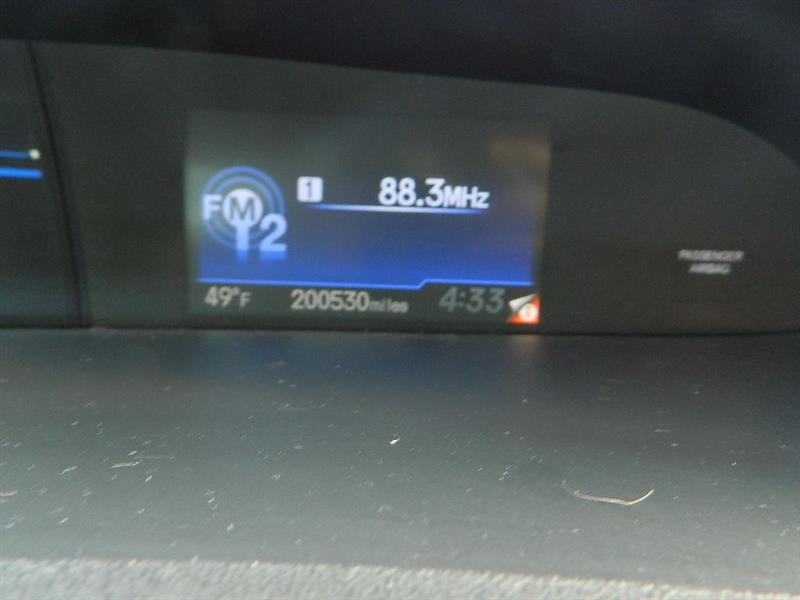 1 88.3MHz
FM 2
49°F 200530miles 4:33
PASSENGER
AIRBAG